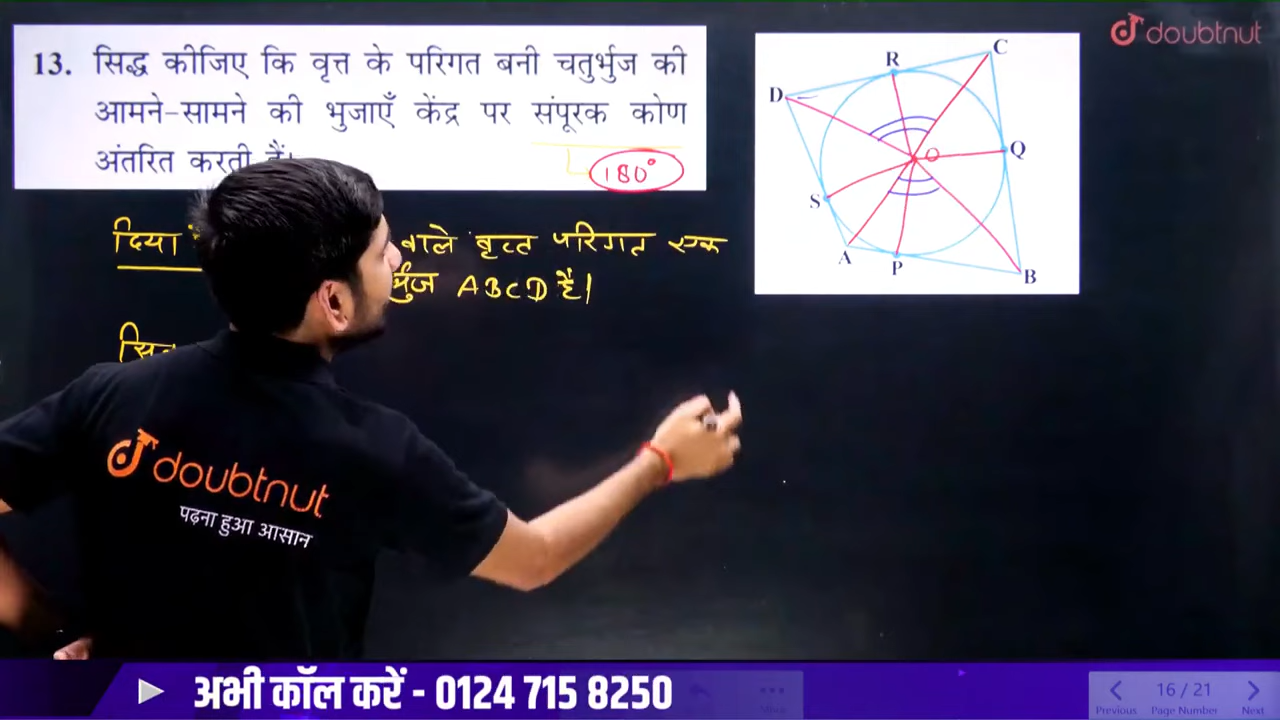 13. सिद्ध कीजिए कि वृत्त के परिगत बनी चतुर्भुज की
आमने-सामने की भुजाएँ केंद्र पर संपूरक कोण
अंतरित करती हैं।
180°
दिया
वाले वृत्त परिगत एक
र्भुज ABCD है।
doubtnut
R
C
D
O
Q
S
A
P
B
doubtnut
पढ़ना हुआ आसान
अभी कॉल करें - 0124 715 8250
16 / 21
Previous
Page Number
Next
More